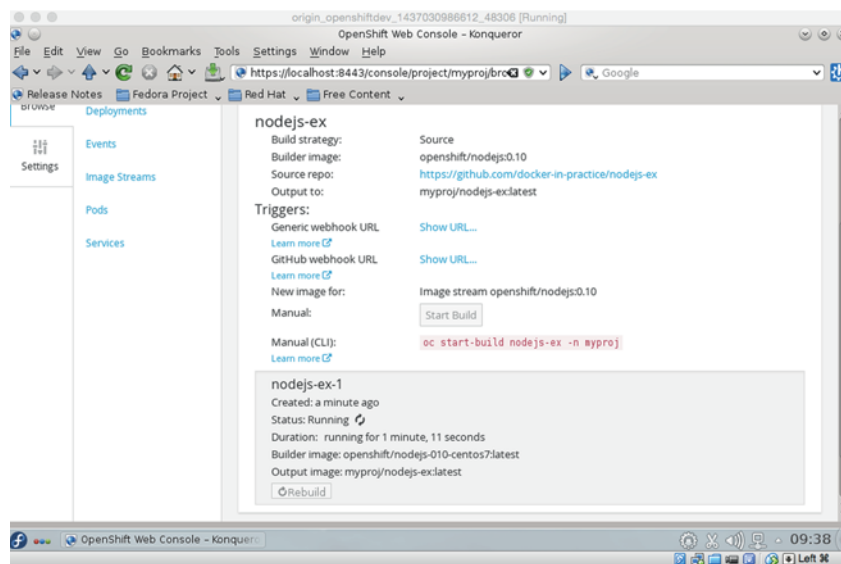 origin_openshiftdev_1437030986612_48306 [Running]
OpenShift Web Console – Konqueror
File Edit View Go Bookmarks Tools Settings Window Help
https://localhost:8443/console/project/myproj/bro Google
Release Notes Fedora Project Red Hat Free Content
Browse
Settings
Deployments
Events
Image Streams
Pods
Services
nodejs-ex
Build strategy: Source
Builder image: openshift/nodejs:0.10
Source repo: https://github.com/docker-in-practice/nodejs-ex
Output to: myproj/nodejs-ex:latest
Triggers:
Generic webhook URL Show URL...
Learn more
GitHub webhook URL Show URL...
Learn more
New image for: Image stream openshift/nodejs:0.10
Manual: Start Build
Manual (CLI): oc start-build nodejs-ex -n myproj
Learn more
nodejs-ex-1
Created: a minute ago
Status: Running
Duration: running for 1 minute, 11 seconds
Builder image: openshift/nodejs-010-centos7:latest
Output image: myproj/nodejs-ex:latest
Rebuild
OpenShift Web Console – Konquero 09:38
Left ⌘